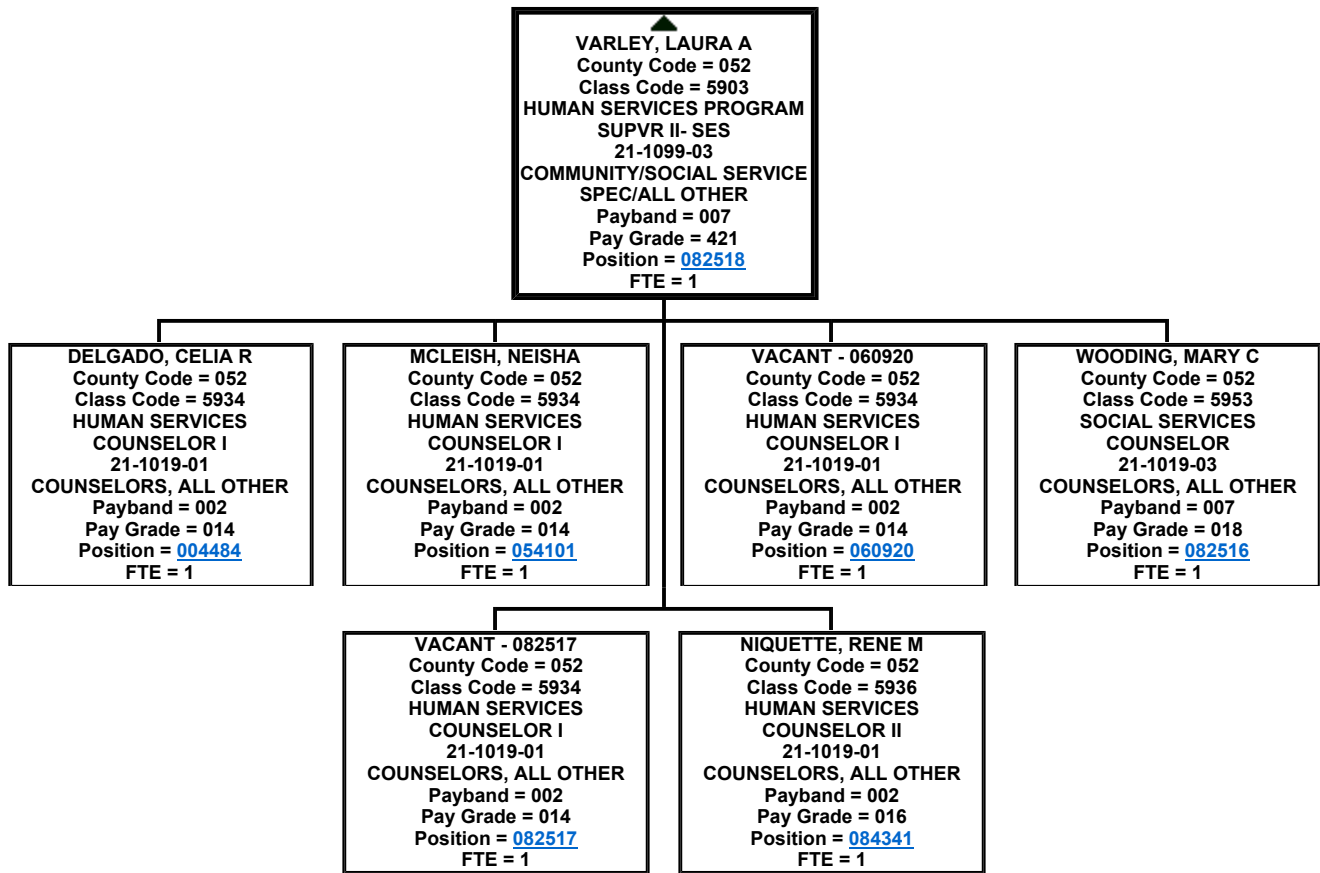 VARLEY, LAURA A
County Code = 052
Class Code = 5903
HUMAN SERVICES PROGRAM
SUPVR II- SES
21-1099-03
COMMUNITY/SOCIAL SERVICE
SPEC/ALL OTHER
Payband = 007
Pay Grade = 421
Position = 082518
FTE = 1
DELGADO, CELIA R
County Code = 052
Class Code = 5934
HUMAN SERVICES
COUNSELOR I
21-1019-01
COUNSELORS, ALL OTHER
Payband = 002
Pay Grade = 014
Position = 004484
FTE = 1
MCLEISH, NEISHA
County Code = 052
Class Code = 5934
HUMAN SERVICES
COUNSELOR I
21-1019-01
COUNSELORS, ALL OTHER
Payband = 002
Pay Grade = 014
Position = 054101
FTE = 1
VACANT - 060920
County Code = 052
Class Code = 5934
HUMAN SERVICES
COUNSELOR I
21-1019-01
COUNSELORS, ALL OTHER
Payband = 002
Pay Grade = 014
Position = 060920
FTE = 1
WOODING, MARY C
County Code = 052
Class Code = 5953
SOCIAL SERVICES
COUNSELOR
21-1019-03
COUNSELORS, ALL OTHER
Payband = 007
Pay Grade = 018
Position = 082516
FTE = 1
VACANT - 082517
County Code = 052
Class Code = 5934
HUMAN SERVICES
COUNSELOR I
21-1019-01
COUNSELORS, ALL OTHER
Payband = 002
Pay Grade = 014
Position = 082517
FTE = 1
NIQUETTE, RENE M
County Code = 052
Class Code = 5936
HUMAN SERVICES
COUNSELOR II
21-1019-01
COUNSELORS, ALL OTHER
Payband = 002
Pay Grade = 016
Position = 084341
FTE = 1